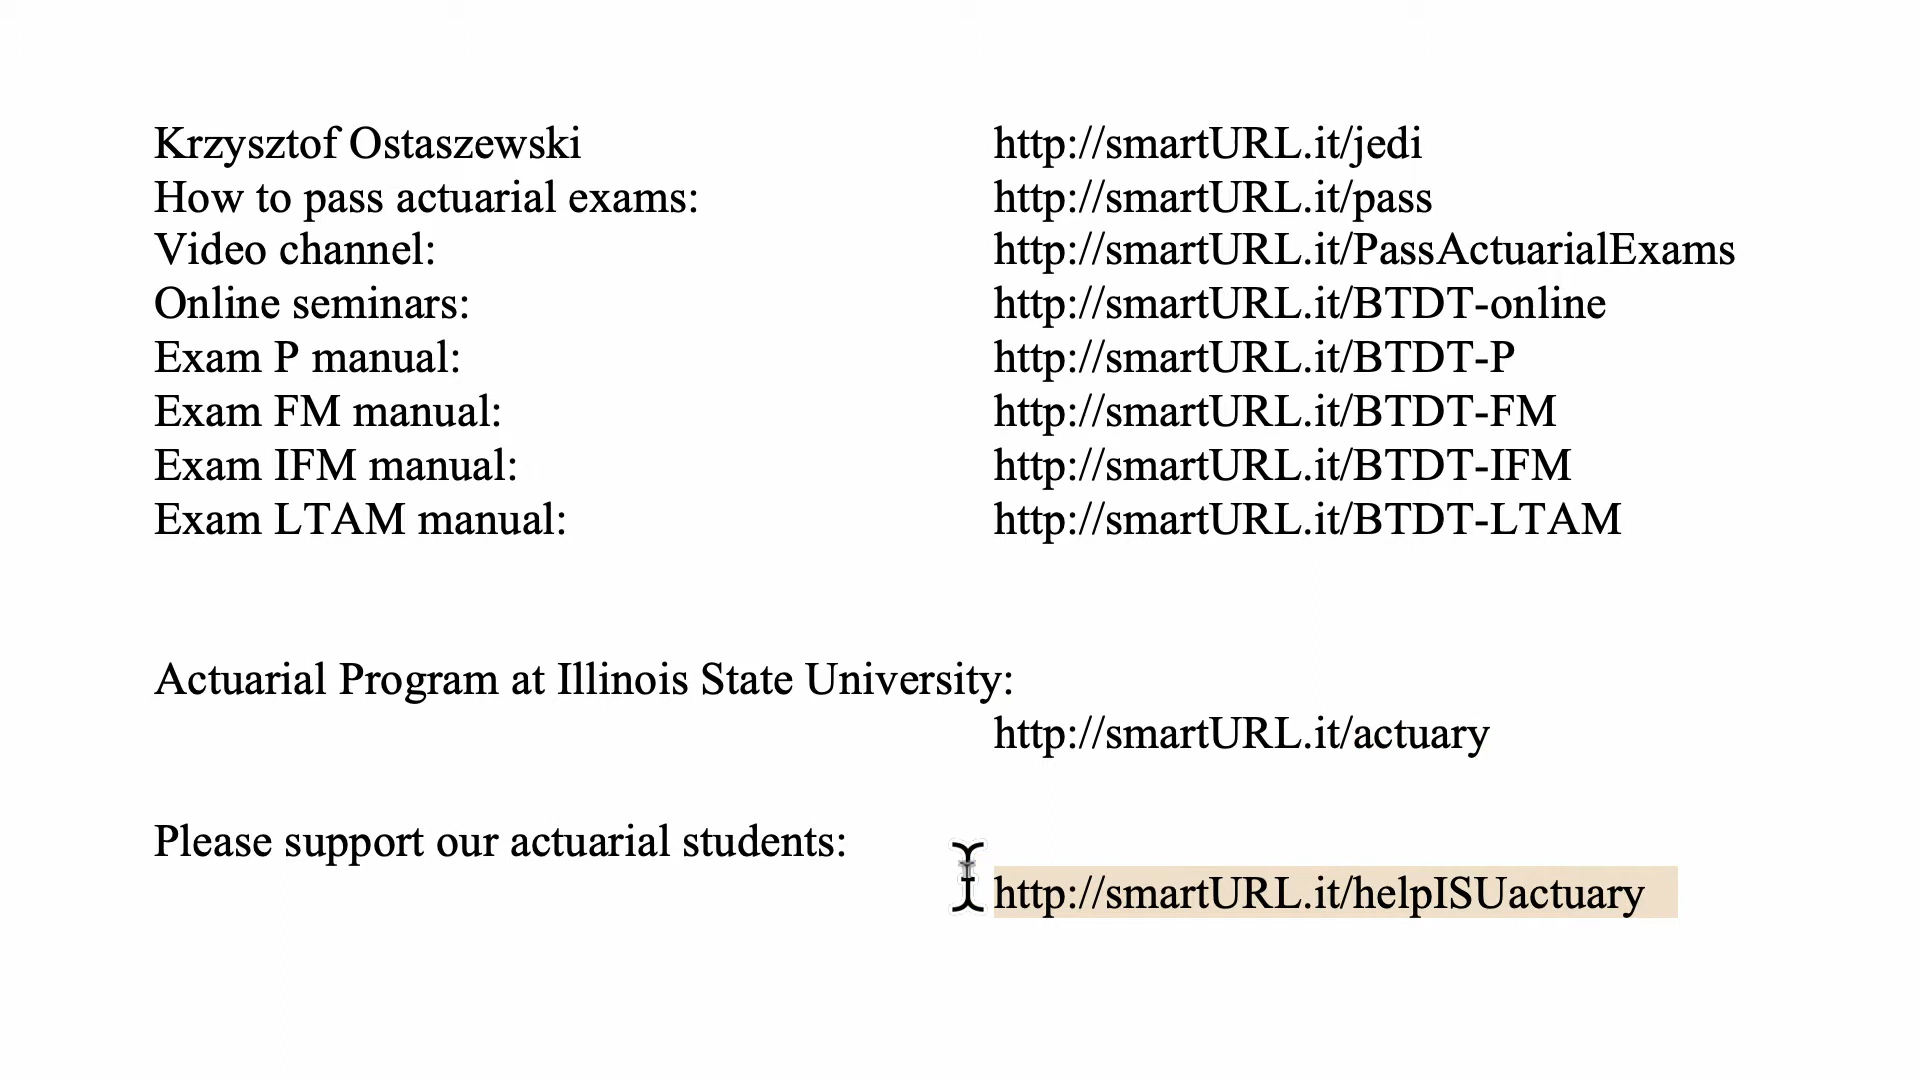 Krzysztof Ostaszewski http://smartURL.it/jedi
How to pass actuarial exams: http://smartURL.it/pass
Video channel: http://smartURL.it/PassActuarialExams
Online seminars: http://smartURL.it/BTDT-online
Exam P manual: http://smartURL.it/BTDT-P
Exam FM manual: http://smartURL.it/BTDT-FM
Exam IFM manual: http://smartURL.it/BTDT-IFM
Exam LTAM manual: http://smartURL.it/BTDT-LTAM
Actuarial Program at Illinois State University:
http://smartURL.it/actuary
Please support our actuarial students:
http://smartURL.it/helpISUactuary